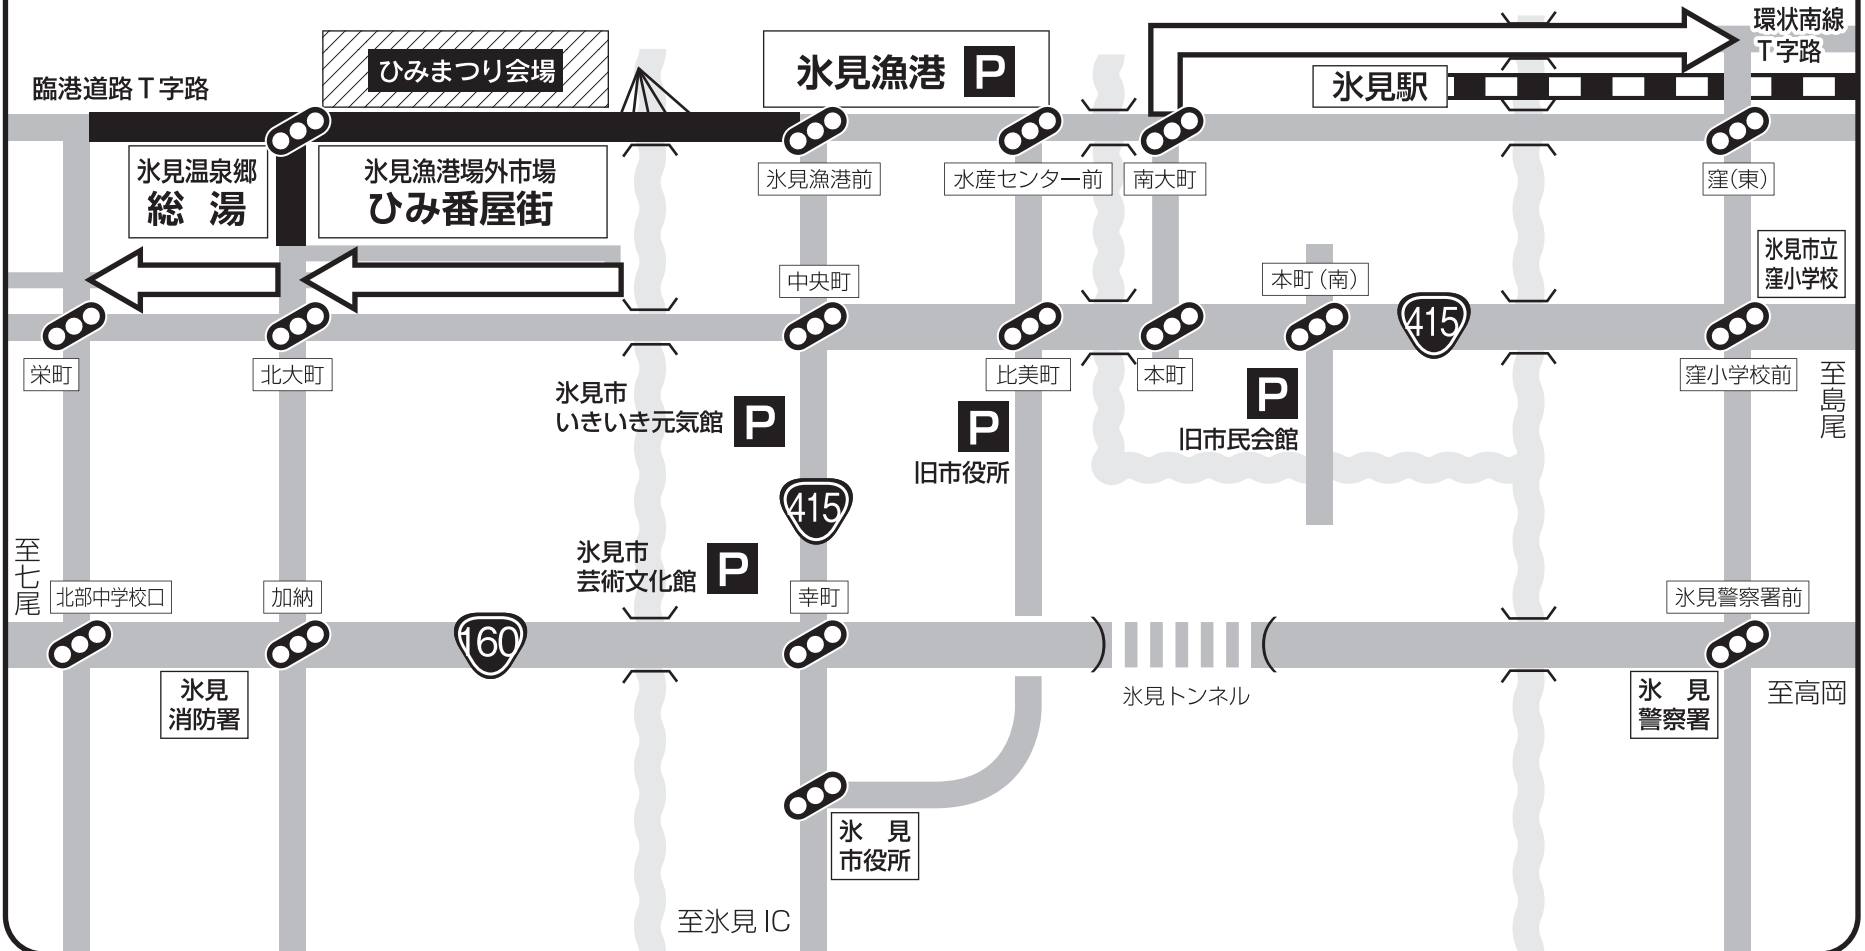 環状南線
T字路
ひみまつり会場
氷見漁港 P
氷見駅
臨港道路T字路
氷見温泉郷
総 湯
氷見漁港場外市場
ひみ番屋街
氷見漁港前
水産センター前
南大町
窪(東)
氷見市立
窪小学校
中央町
本町(南)
415
栄町
北大町
比美町
本町
窪小学校前
至島尾
氷見市
いきいき元気館
P
P
旧市役所
P
旧市民会館
415
氷見市
芸術文化館
P
至七尾
北部中学校口
加納
幸町
氷見警察署前
160
氷見
消防署
氷見トンネル
氷 見
警察署
至高岡
氷 見
市役所
至氷見IC